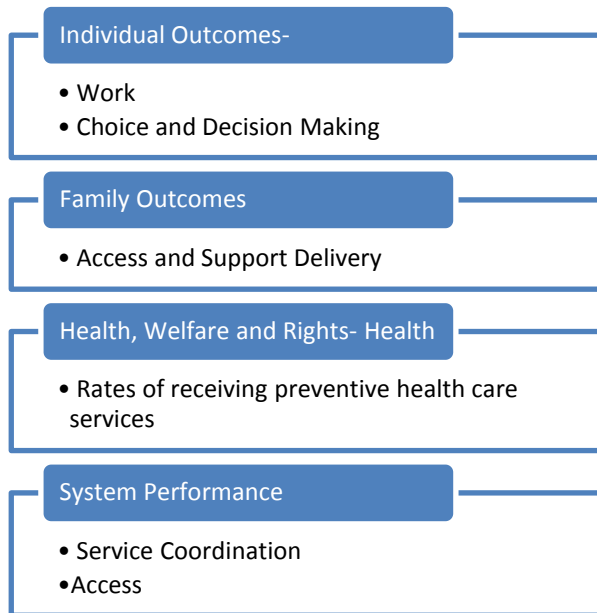 Individual Outcomes-
• Work
• Choice and Decision Making
Family Outcomes
• Access and Support Delivery
Health, Welfare and Rights- Health
• Rates of receiving preventive health care
services
System Performance
• Service Coordination
•Access